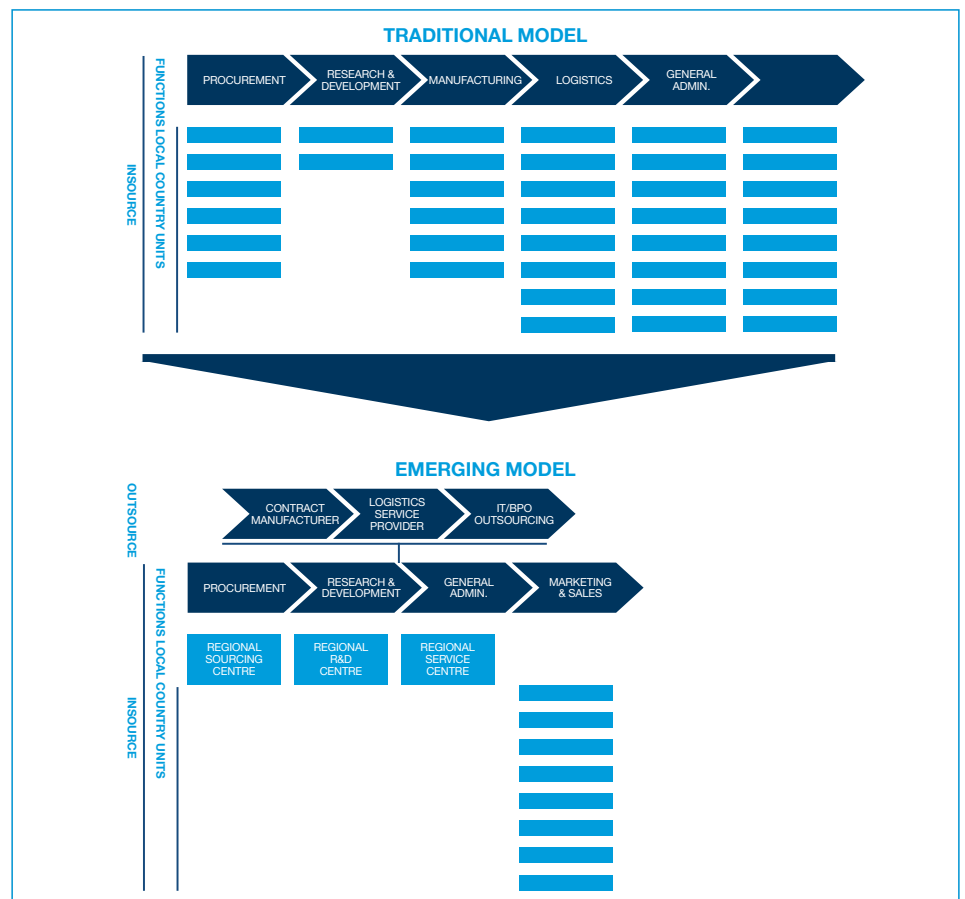 TRADITIONAL MODEL
FUNCTIONS LOCAL COUNTRY UNITS
INSOURCE
PROCUREMENT
RESEARCH &
DEVELOPMENT
MANUFACTURING
LOGISTICS
GENERAL
ADMIN.
EMERGING MODEL
OUTSOURCE
CONTRACT
MANUFACTURER
LOGISTICS
SERVICE
PROVIDER
IT/BPO
OUTSOURCING
FUNCTIONS LOCAL COUNTRY UNITS
INSOURCE
PROCUREMENT
RESEARCH &
DEVELOPMENT
GENERAL
ADMIN.
MARKETING
& SALES
REGIONAL
SOURCING
CENTRE
REGIONAL
R&D
CENTRE
REGIONAL
SERVICE
CENTRE